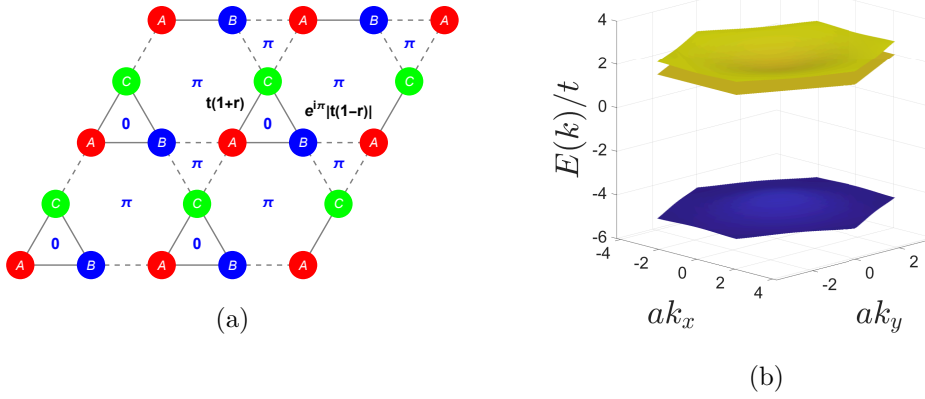 A B A B A
π π
C π π C
C
t(1+r) e^{iπ}|t(1−r)|
0 0
A B A B A
π π
C π π C
C
0 0
A B A B A
(a)
E(k)/t
4
2
0
-2
-4
-6
-4
-2
0
2
4
ak_x
-2
0
2
ak_y
(b)